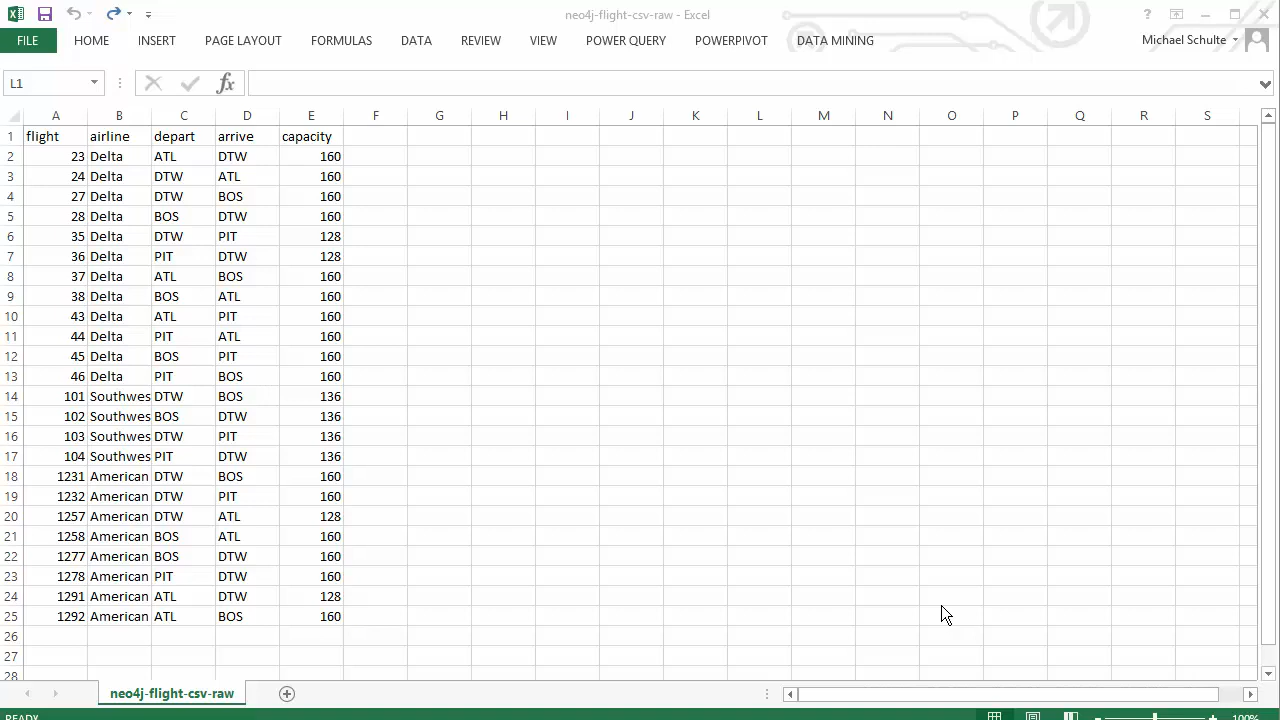 neo4j-flight-csv-raw - Excel
FILE HOME INSERT PAGE LAYOUT FORMULAS DATA REVIEW VIEW POWER QUERY POWERPIVOT DATA MINING Michael Schulte
L1 fx
A B C D E F G H I J K L M N O P Q R S
1 flight airline depart arrive capacity
2 23 Delta ATL DTW 160
3 24 Delta DTW ATL 160
4 27 Delta DTW BOS 160
5 28 Delta BOS DTW 160
6 35 Delta DTW PIT 128
7 36 Delta PIT DTW 128
8 37 Delta ATL BOS 160
9 38 Delta BOS ATL 160
10 43 Delta ATL PIT 160
11 44 Delta PIT ATL 160
12 45 Delta BOS PIT 160
13 46 Delta PIT BOS 160
14 101 Southwes DTW BOS 136
15 102 Southwes BOS DTW 136
16 103 Southwes DTW PIT 136
17 104 Southwes PIT DTW 136
18 1231 American DTW BOS 160
19 1232 American DTW PIT 160
20 1257 American DTW ATL 128
21 1258 American BOS ATL 160
22 1277 American BOS DTW 160
23 1278 American PIT DTW 160
24 1291 American ATL DTW 128
25 1292 American ATL BOS 160
26
27
28
neo4j-flight-csv-raw
READY 100%